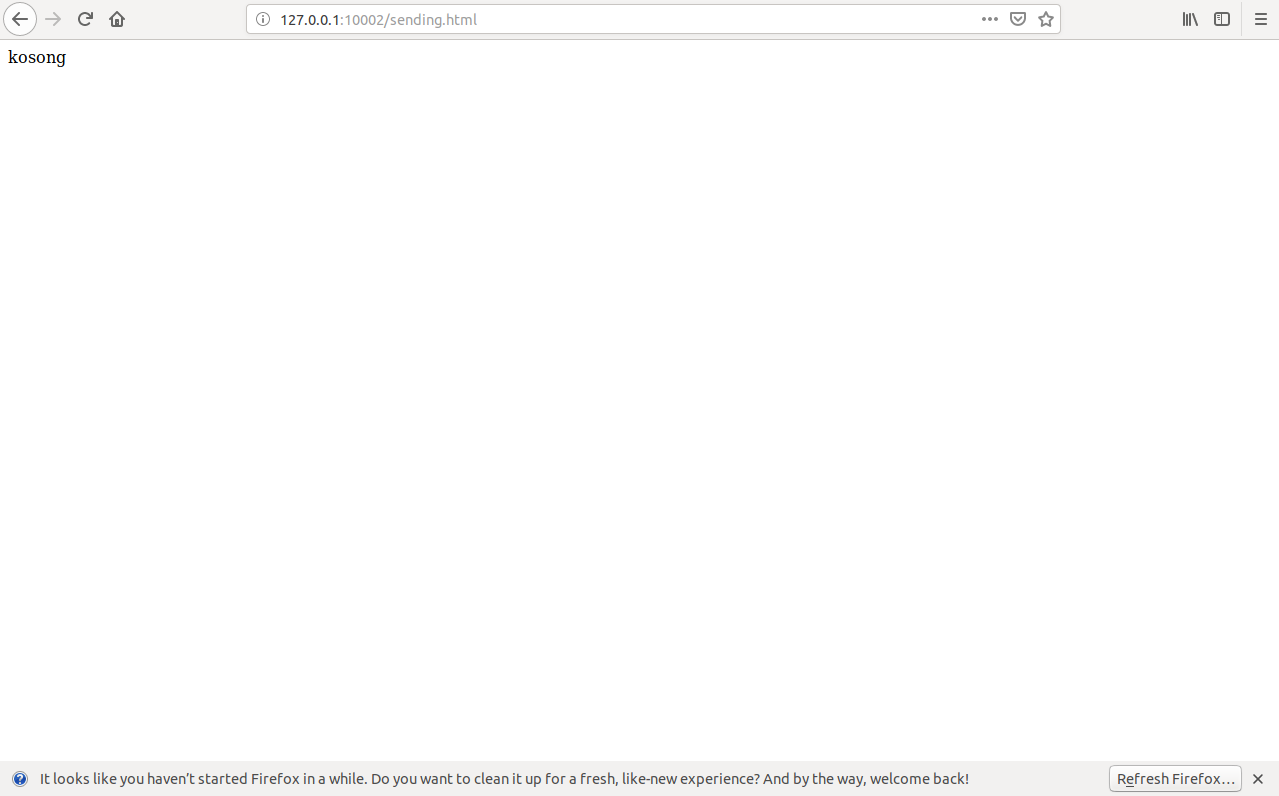 127.0.0.1:10002/sending.html
kosong
It looks like you haven't started Firefox in a while. Do you want to clean it up for a fresh, like-new experience? And by the way, welcome back!
Refresh Firefox…